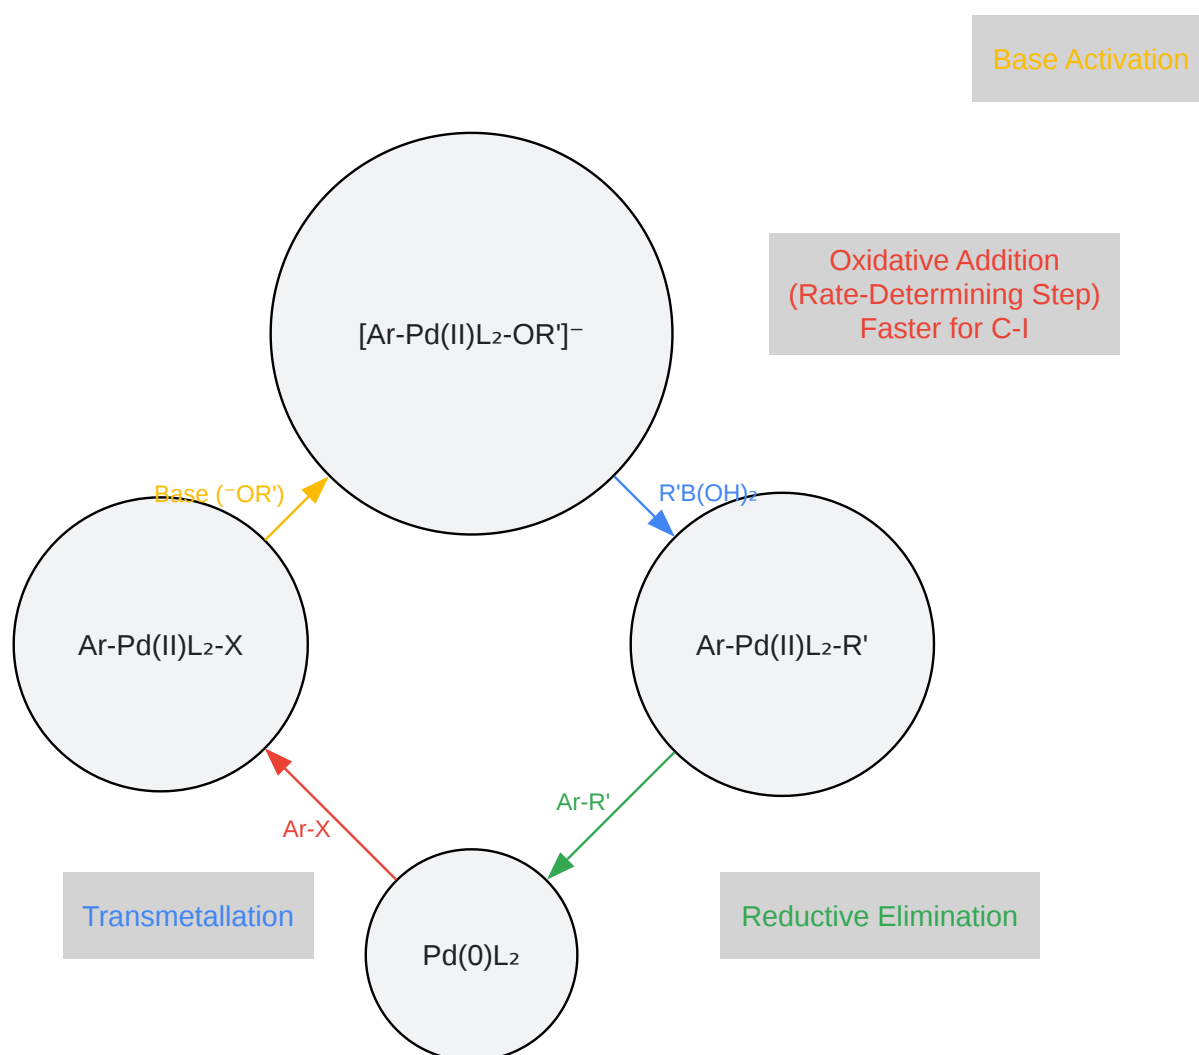 Base Activation
Oxidative Addition
(Rate-Determining Step)
Faster for C-I
[Ar-Pd(II)L₂-OR']⁻
Base (⁻OR')
R'B(OH)₂
Ar-Pd(II)L₂-X
Ar-Pd(II)L₂-R'
Ar-R'
Ar-X
Transmetallation
Reductive Elimination
Pd(0)L₂